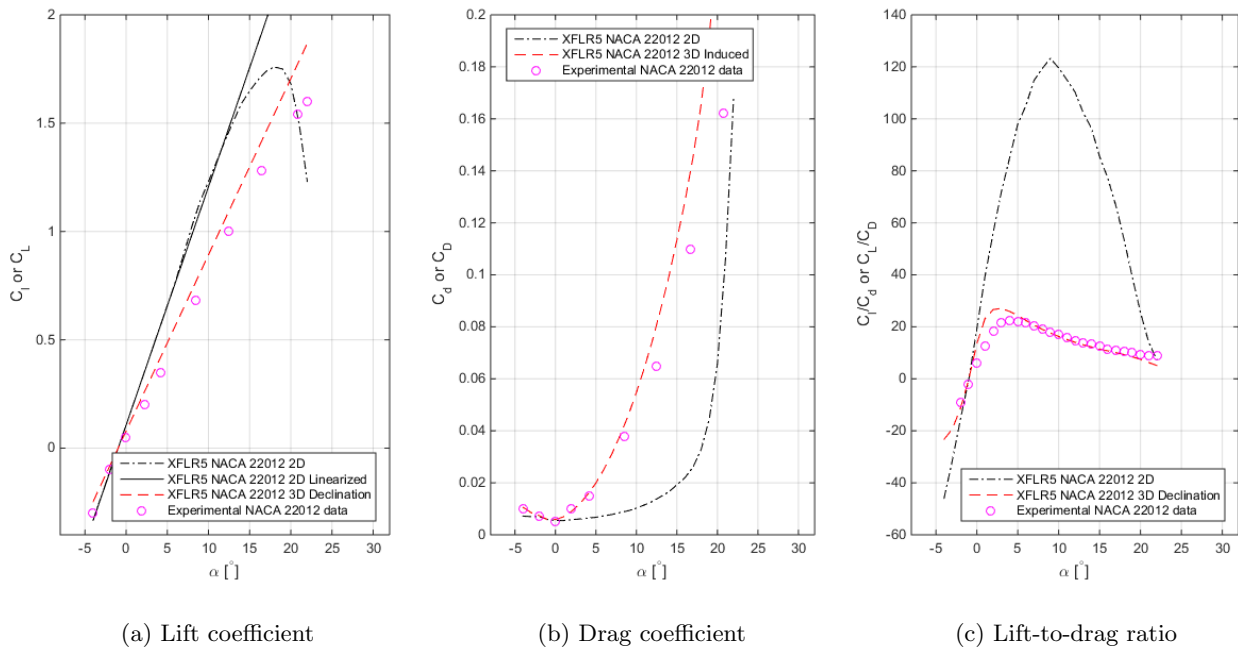 2
1.5
1
0.5
0
C_l or C_L
-5 0 5 10 15 20 25 30
α [°]
XFLR5 NACA 22012 2D
XFLR5 NACA 22012 2D Linearized
XFLR5 NACA 22012 3D Declination
Experimental NACA 22012 data
(a) Lift coefficient
0.2
0.18
0.16
0.14
0.12
0.1
0.08
0.06
0.04
0.02
0
C_d or C_D
-5 0 5 10 15 20 25 30
α [°]
XFLR5 NACA 22012 2D
XFLR5 NACA 22012 3D Induced
Experimental NACA 22012 data
(b) Drag coefficient
140
120
100
80
60
40
20
0
-20
-40
-60
C_l/C_d or C_L/C_D
-5 0 5 10 15 20 25 30
α [°]
XFLR5 NACA 22012 2D
XFLR5 NACA 22012 3D Declination
Experimental NACA 22012 data
(c) Lift-to-drag ratio